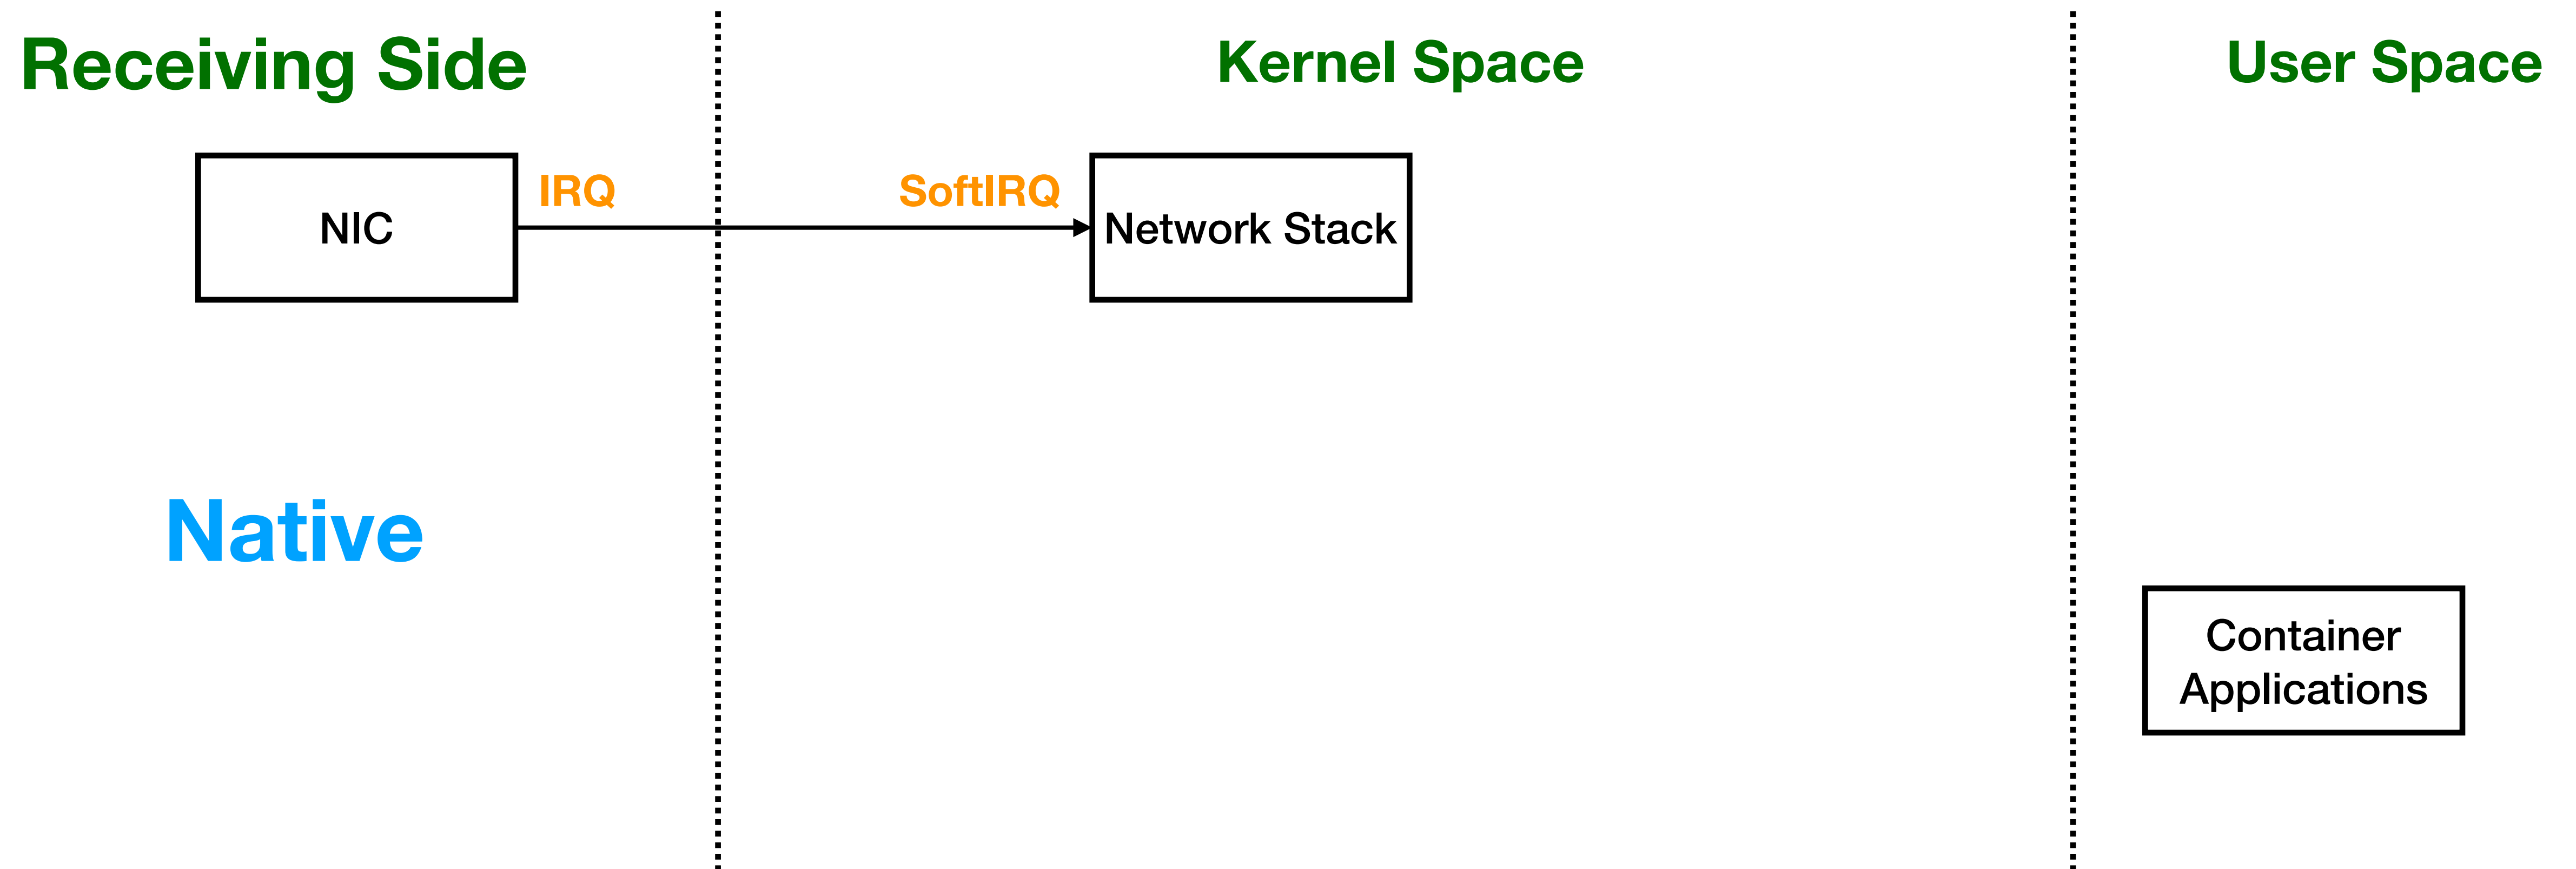 Receiving Side
Kernel Space
User Space
IRQ
SoftIRQ
NIC
Network Stack
Native
Container
Applications